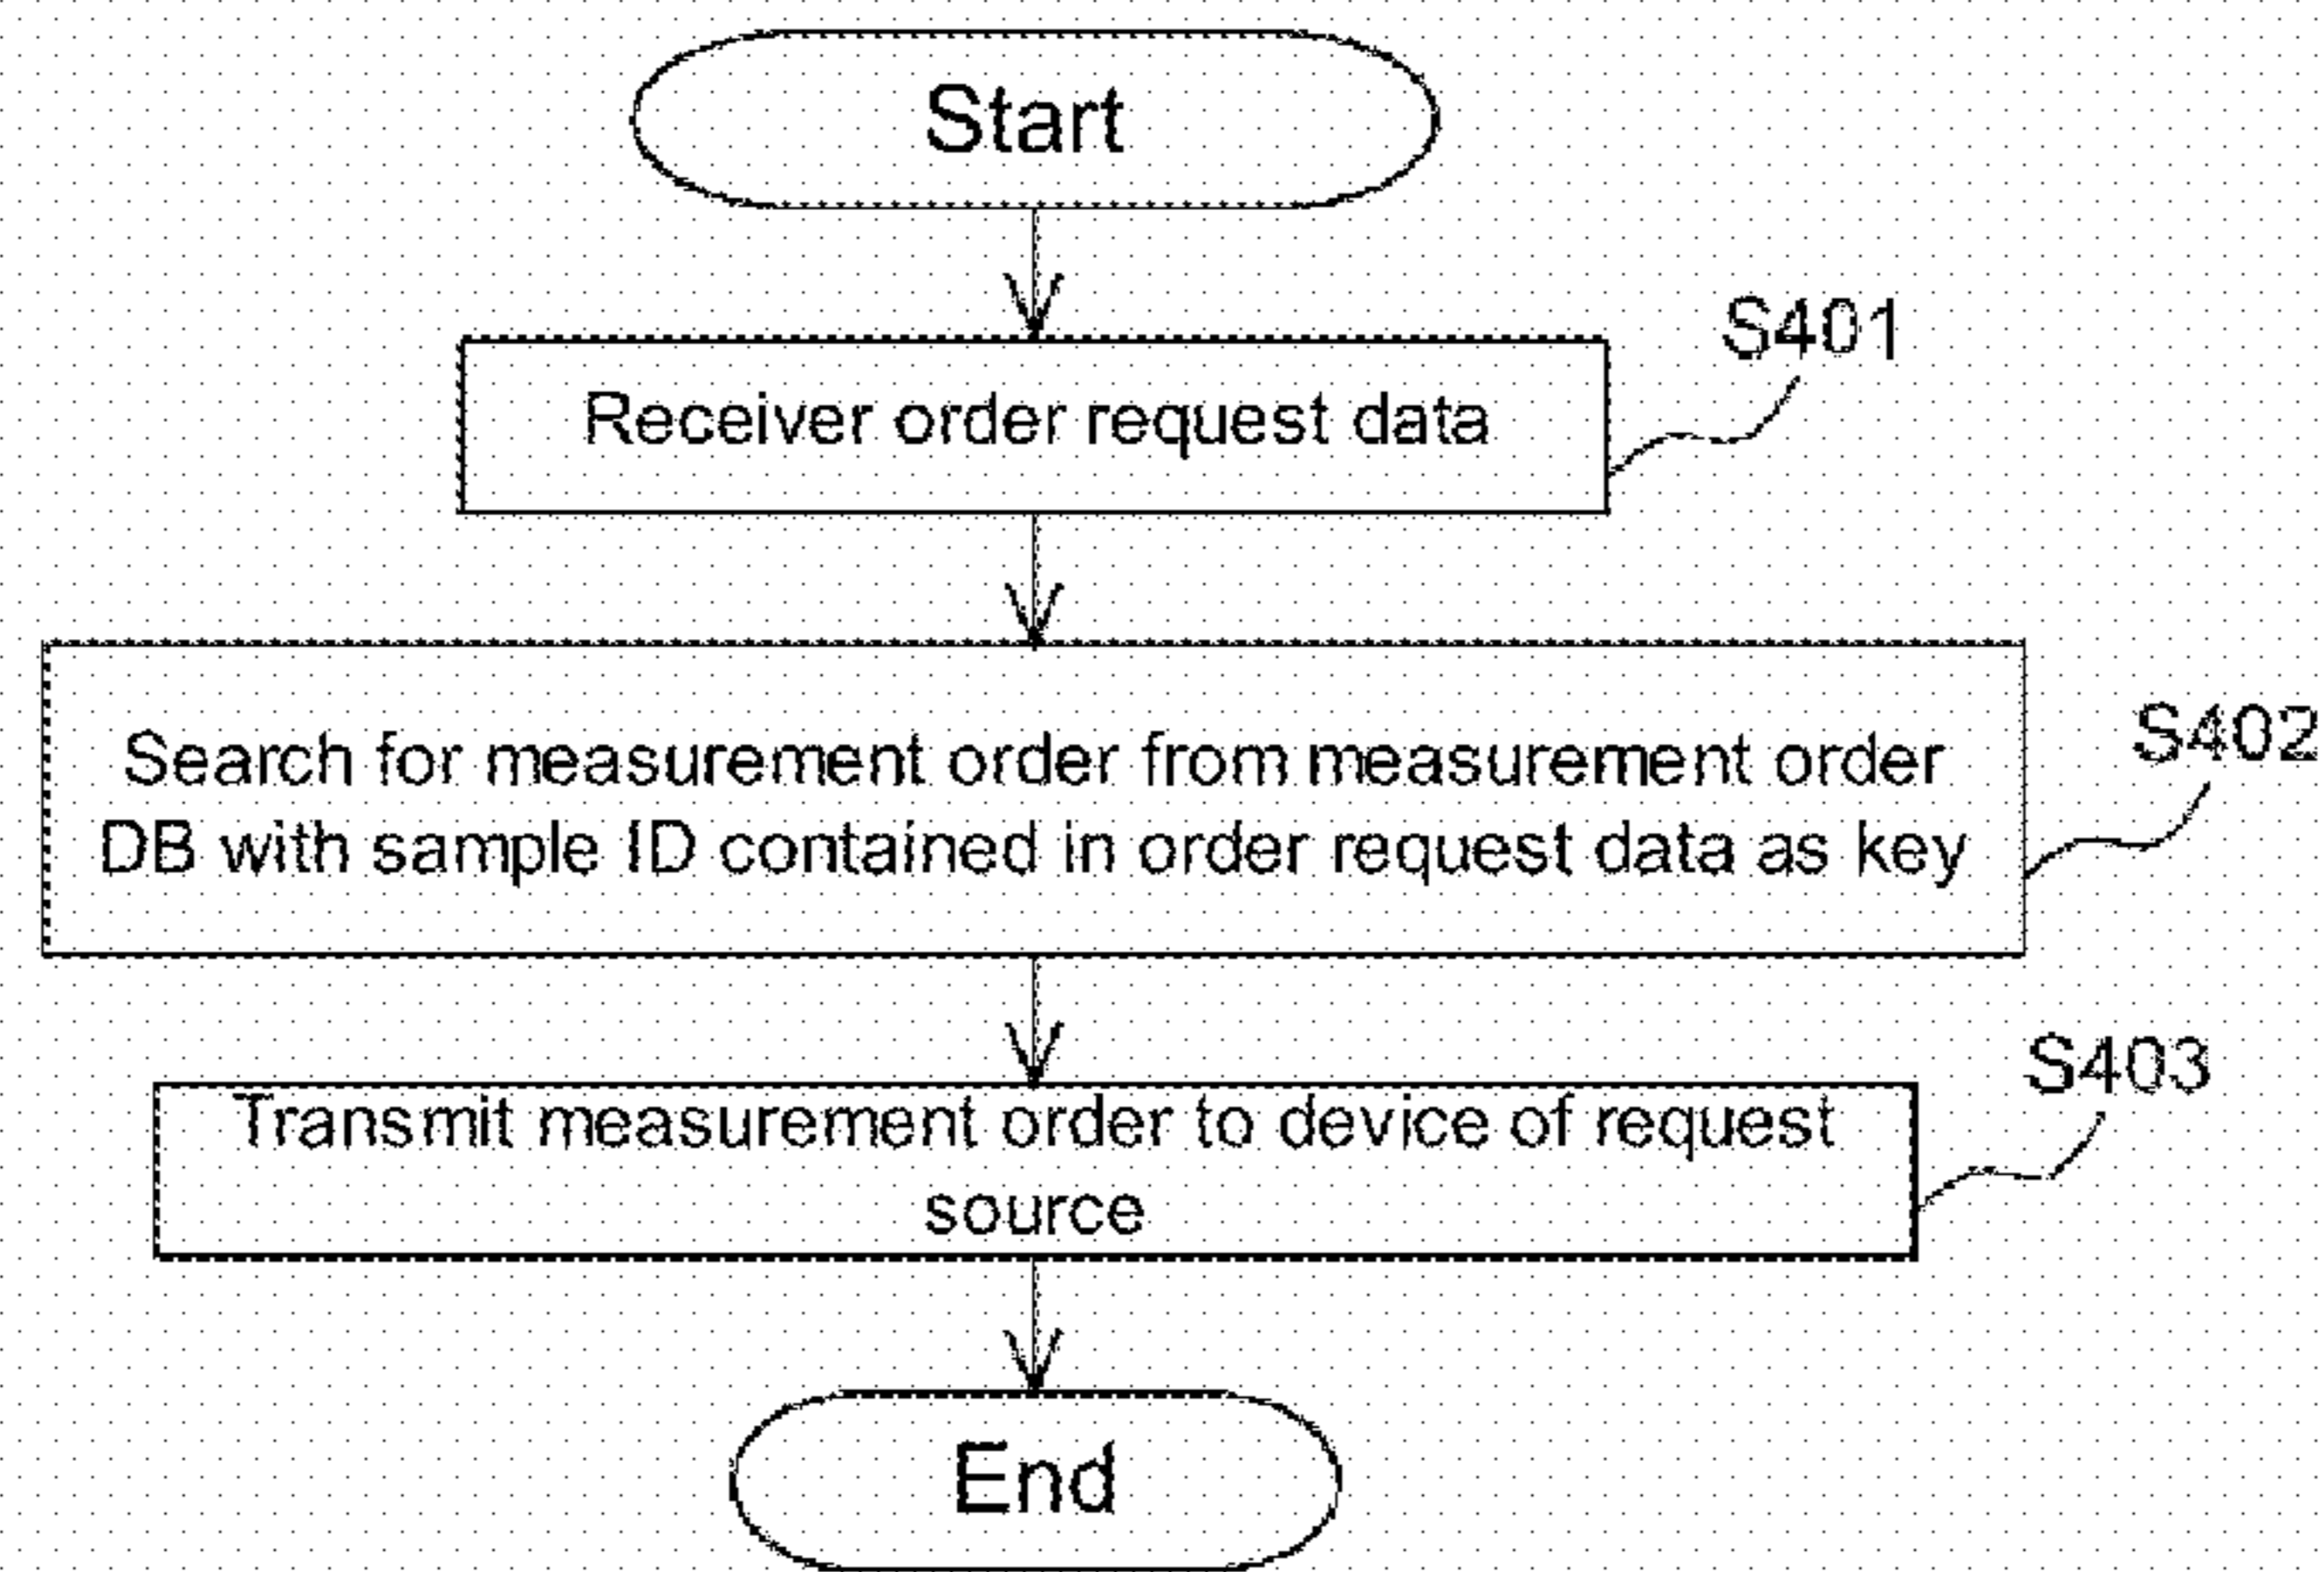 Start
S401
Receiver order request data
S402
Search for measurement order from measurement order
DB with sample ID contained in order request data as key
S403
Transmit measurement order to device of request
source
End